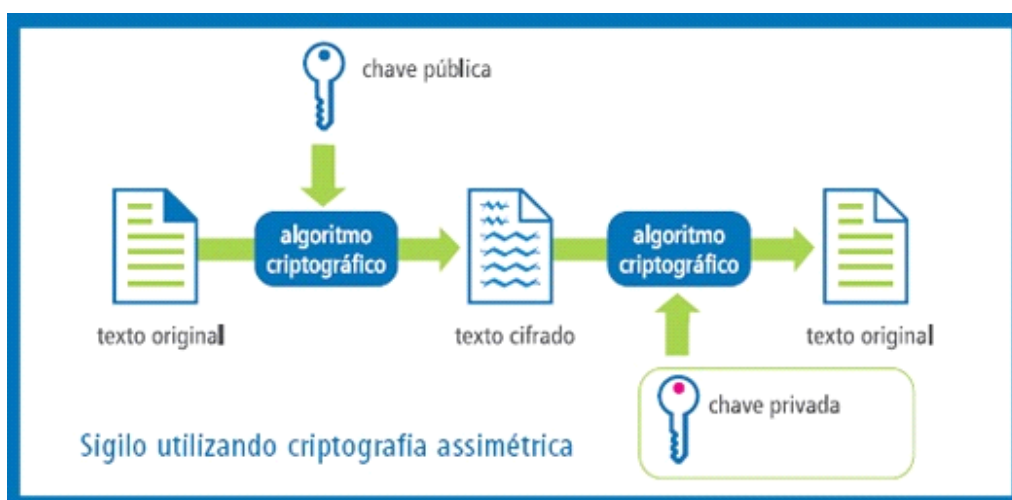 chave pública
algoritmo
criptográfico
algoritmo
criptográfico
texto original
texto cifrado
texto original
chave privada
Sigilo utilizando criptografia assimétrica